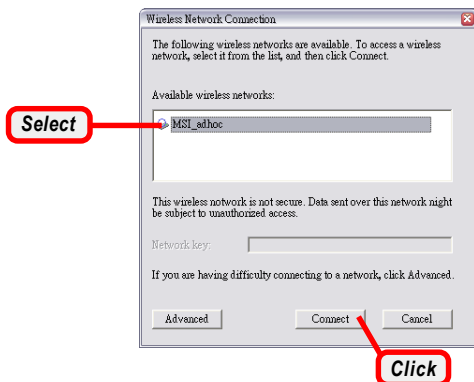 Wireless Network Connection
The following wireless networks are available. To access a wireless
network, select it from the list, and then click Connect.
Available wireless networks:
Select
MSI_adhoc
This wireless notwork is not secure. Data sent over this network night
be subject to unauthorized access.
Network key:
If you are having difficulty connecting to a network, click Advanced.
Advanced
Connect
Cancel
Click